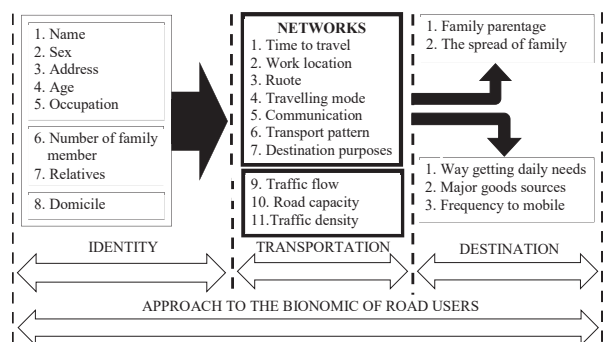 1. Name
2. Sex
3. Address
4. Age
5. Occupation
6. Number of family
member
7. Relatives
8. Domicile
NETWORKS
1. Time to travel
2. Work location
3. Ruote
4. Travelling mode
5. Communication
6. Transport pattern
7. Destination purposes
9. Traffic flow
10. Road capacity
11.Traffic density
1. Family parentage
2. The spread of family
1. Way getting daily needs
2. Major goods sources
3. Frequency to mobile
IDENTITY
TRANSPORTATION
DESTINATION
APPROACH TO THE BIONOMIC OF ROAD USERS